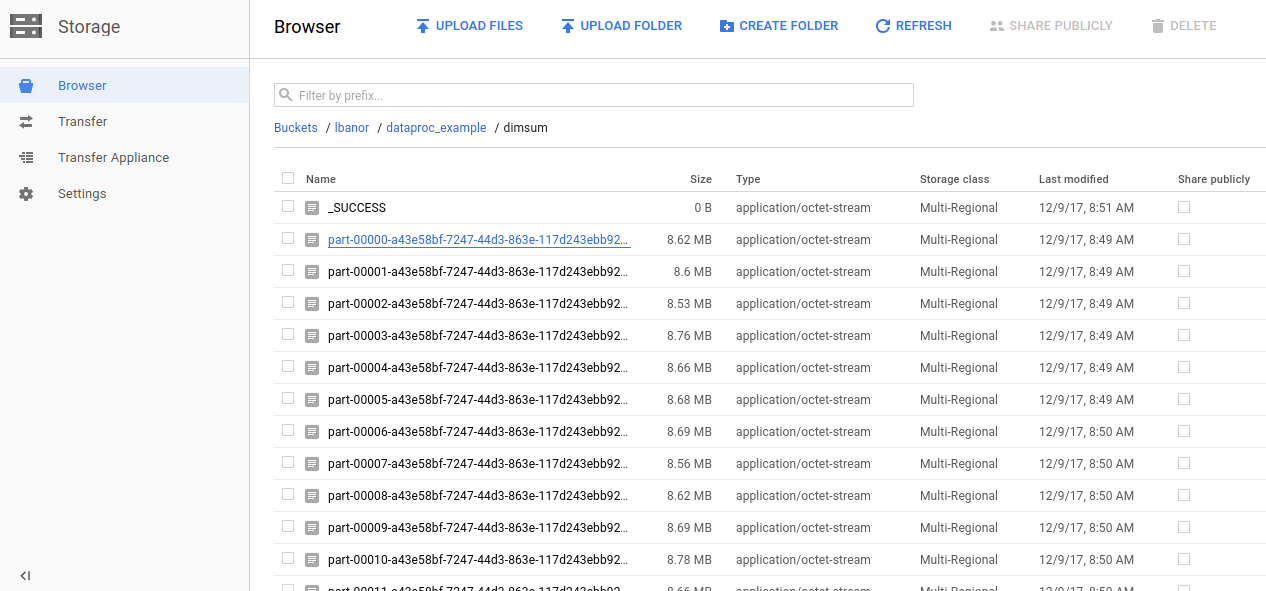 Storage
Browser
Transfer
Transfer Appliance
Settings
Browser UPLOAD FILES UPLOAD FOLDER CREATE FOLDER REFRESH SHARE PUBLICLY DELETE
Filter by prefix...
Buckets / lbanor / dataproc_example / dimsum
Name Size Type Storage class Last modified Share publicly
_SUCCESS 0 B application/octet-stream Multi-Regional 12/9/17, 8:51 AM
part-00000-a43e58bf-7247-44d3-863e-117d243ebb92... 8.62 MB application/octet-stream Multi-Regional 12/9/17, 8:49 AM
part-00001-a43e58bf-7247-44d3-863e-117d243ebb92... 8.6 MB application/octet-stream Multi-Regional 12/9/17, 8:49 AM
part-00002-a43e58bf-7247-44d3-863e-117d243ebb92... 8.53 MB application/octet-stream Multi-Regional 12/9/17, 8:49 AM
part-00003-a43e58bf-7247-44d3-863e-117d243ebb92... 8.76 MB application/octet-stream Multi-Regional 12/9/17, 8:49 AM
part-00004-a43e58bf-7247-44d3-863e-117d243ebb92... 8.66 MB application/octet-stream Multi-Regional 12/9/17, 8:49 AM
part-00005-a43e58bf-7247-44d3-863e-117d243ebb92... 8.68 MB application/octet-stream Multi-Regional 12/9/17, 8:49 AM
part-00006-a43e58bf-7247-44d3-863e-117d243ebb92... 8.69 MB application/octet-stream Multi-Regional 12/9/17, 8:50 AM
part-00007-a43e58bf-7247-44d3-863e-117d243ebb92... 8.56 MB application/octet-stream Multi-Regional 12/9/17, 8:50 AM
part-00008-a43e58bf-7247-44d3-863e-117d243ebb92... 8.62 MB application/octet-stream Multi-Regional 12/9/17, 8:50 AM
part-00009-a43e58bf-7247-44d3-863e-117d243ebb92... 8.69 MB application/octet-stream Multi-Regional 12/9/17, 8:50 AM
part-00010-a43e58bf-7247-44d3-863e-117d243ebb92... 8.78 MB application/octet-stream Multi-Regional 12/9/17, 8:50 AM
part-00011-a43e58bf-7247-44d3-863e-117d243ebb92... 8.66 MB application/octet-stream Multi-Regional 12/9/17, 8:50 AM